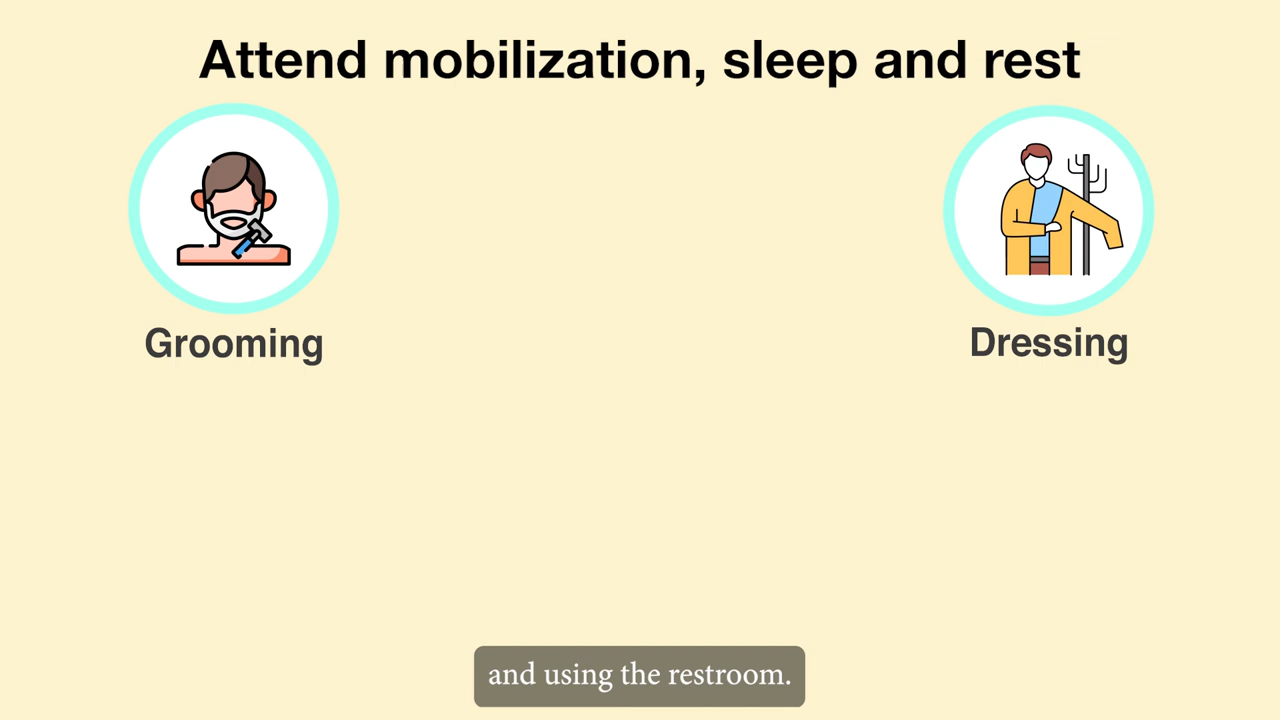 Attend mobilization, sleep and rest
Grooming
Dressing
and using the restroom.